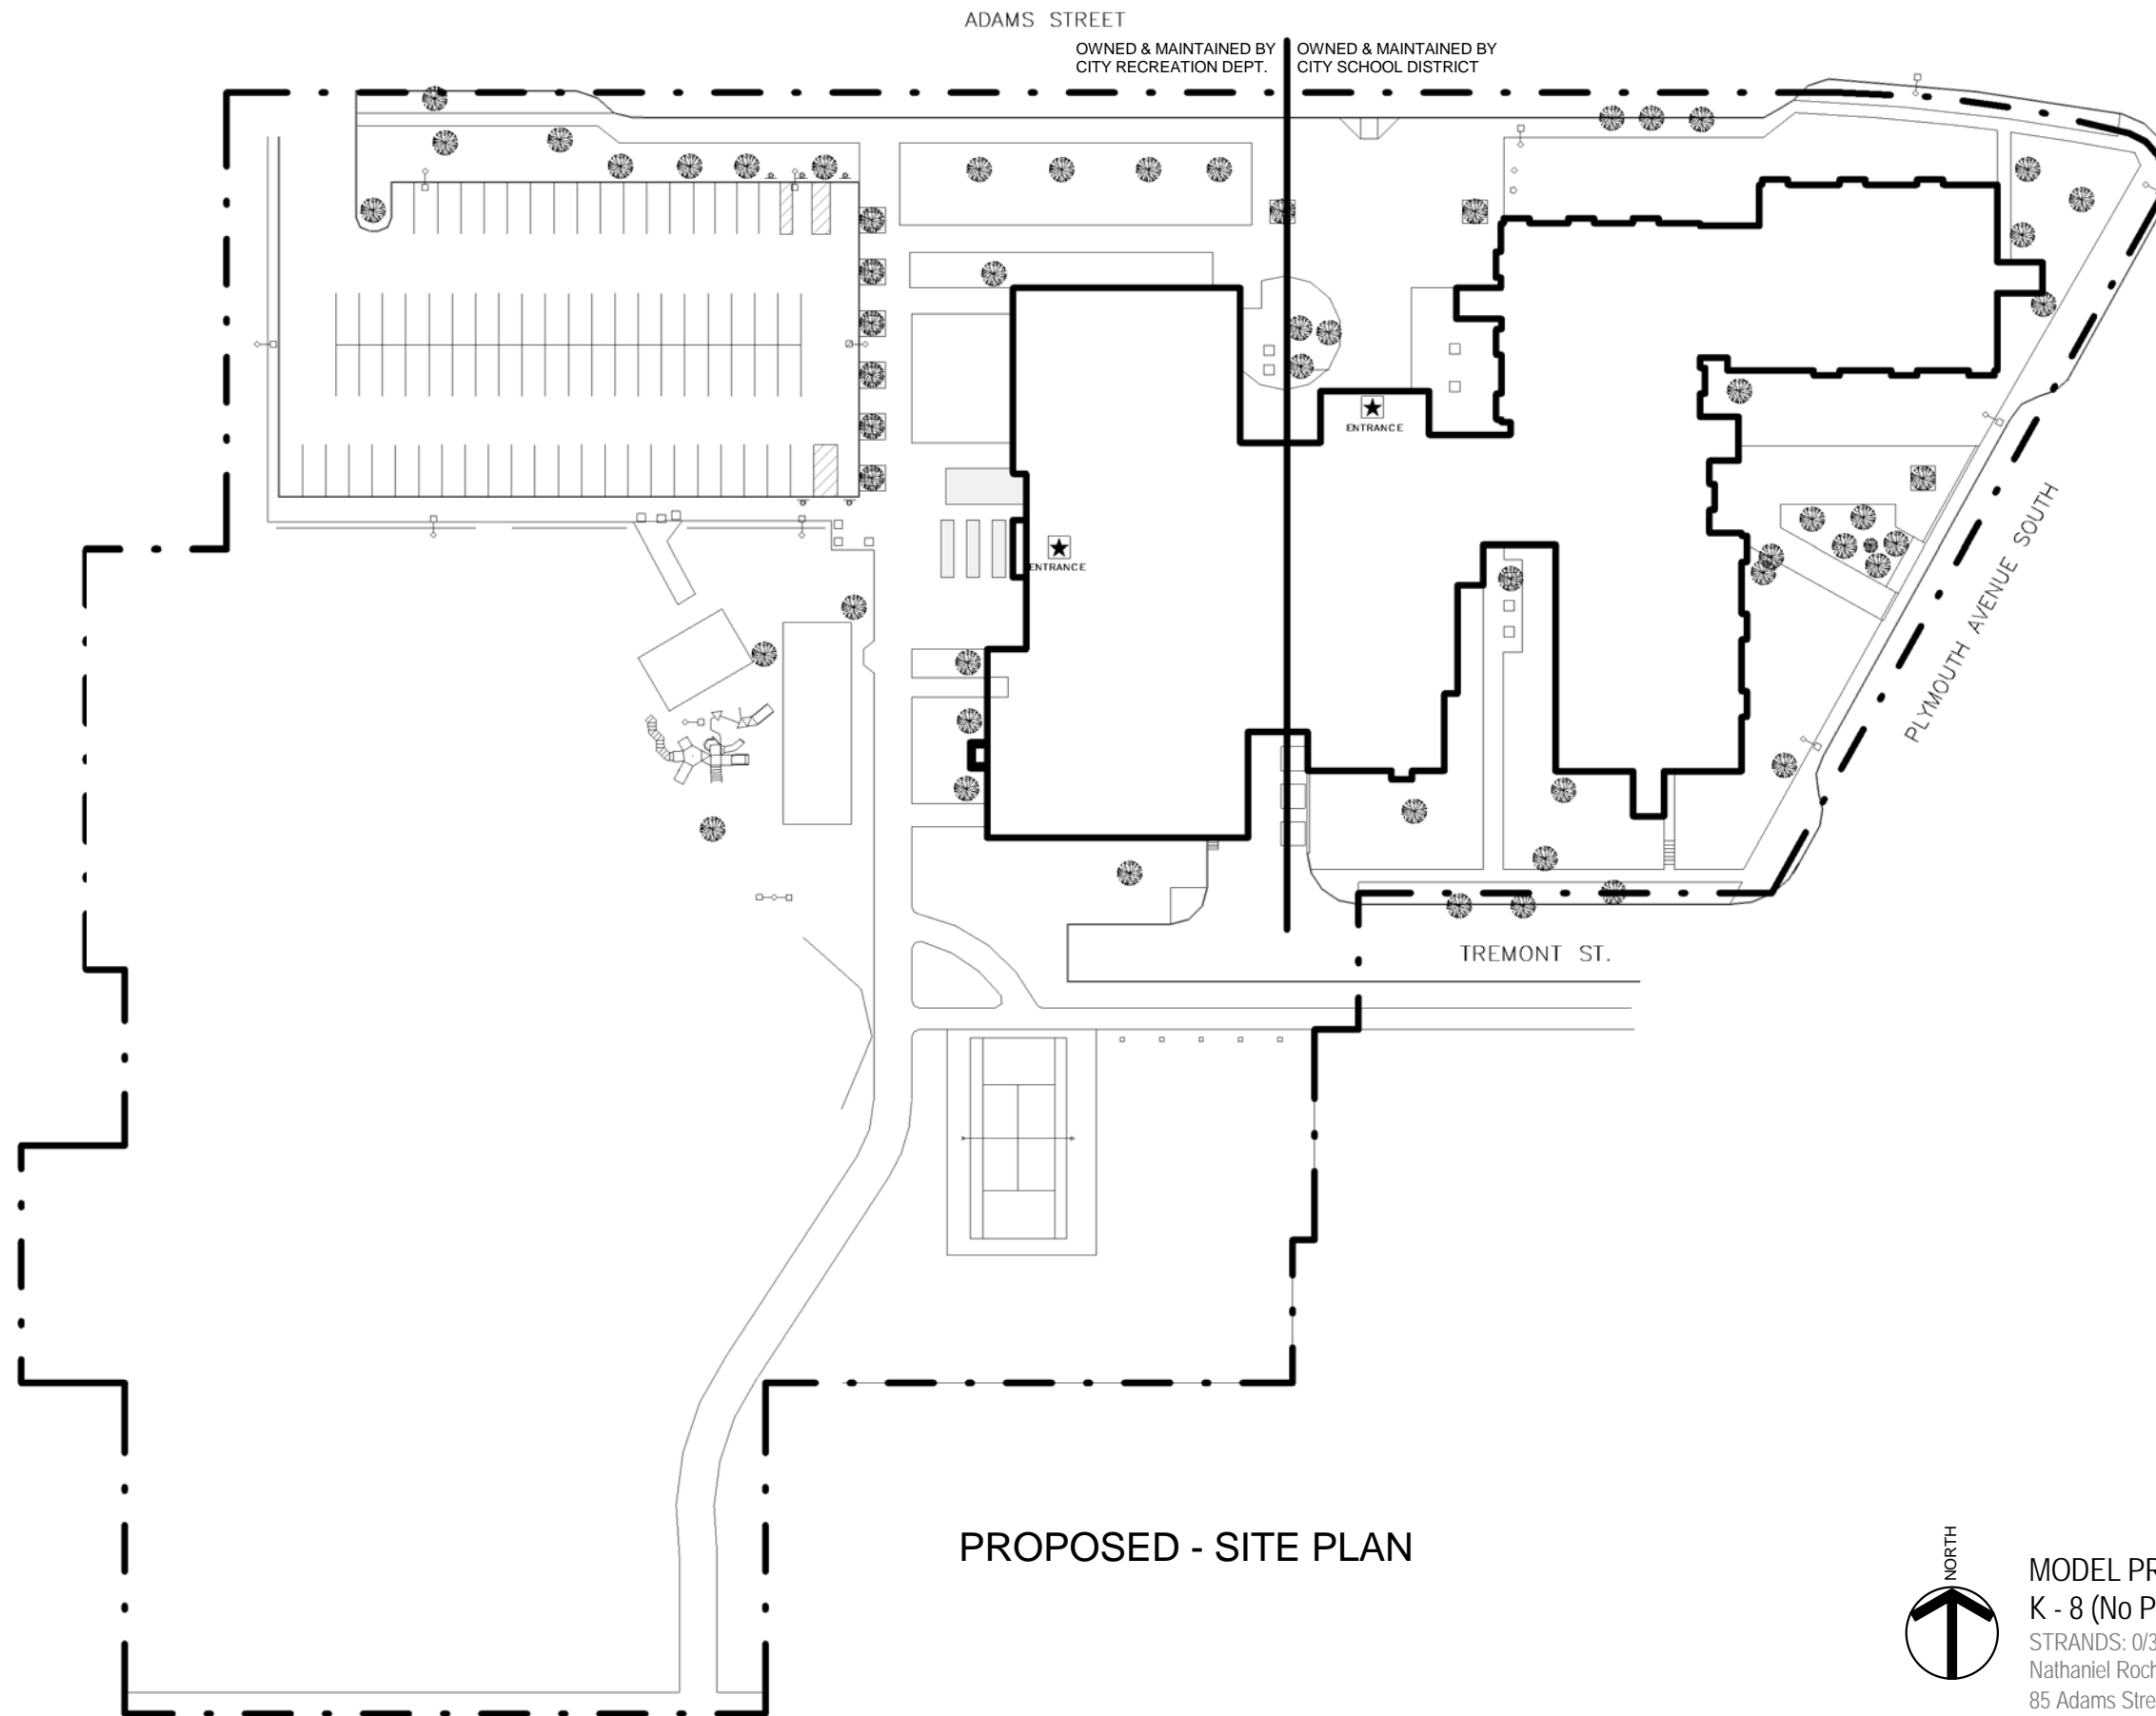 ADAMS STREET
OWNED & MAINTAINED BY
CITY RECREATION DEPT.
OWNED & MAINTAINED BY
CITY SCHOOL DISTRICT
ENTRANCE
ENTRANCE
PLYMOUTH AVENUE SOUTH
TREMONT ST.
PROPOSED - SITE PLAN
NORTH
MODEL PR
K - 8 (No P
STRANDS: 0/3
Nathaniel Roch
85 Adams Stre